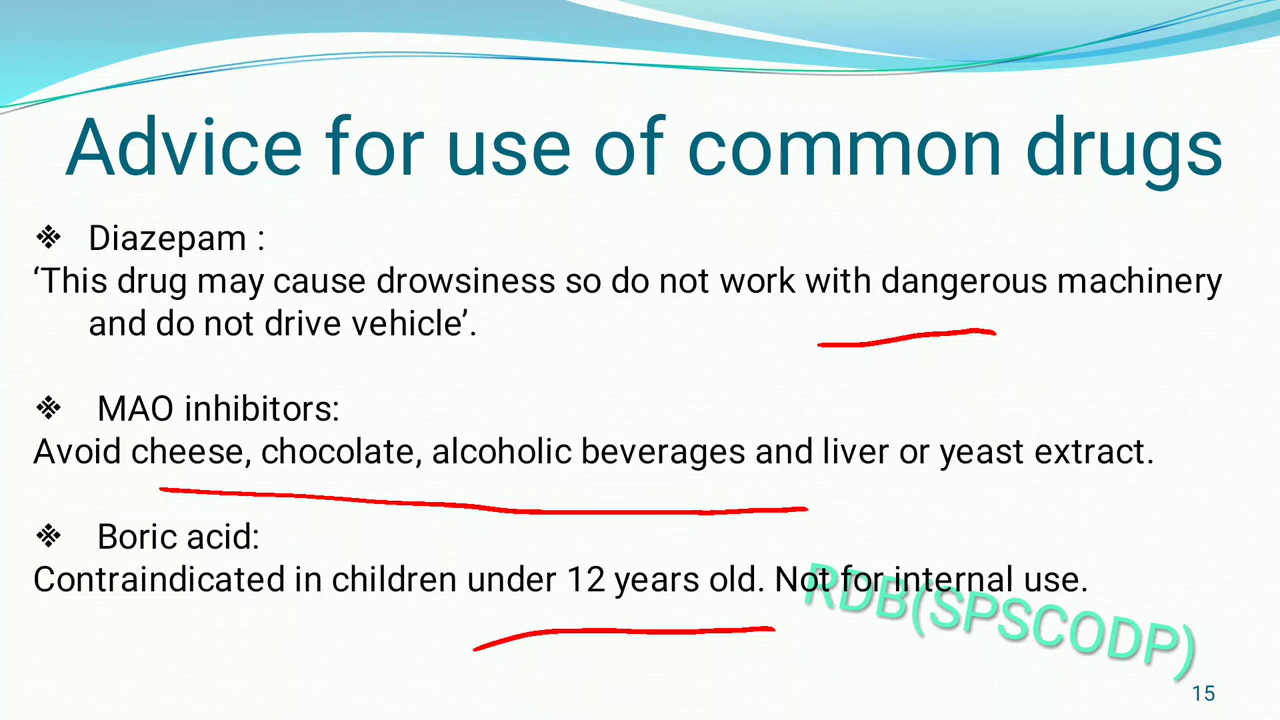 Advice for use of common drugs
❖ Diazepam :
‘This drug may cause drowsiness so do not work with dangerous machinery
and do not drive vehicle’.
❖ MAO inhibitors:
Avoid cheese, chocolate, alcoholic beverages and liver or yeast extract.
❖ Boric acid:
Contraindicated in children under 12 years old. Not for internal use.
RDB(SPSCODP)
15